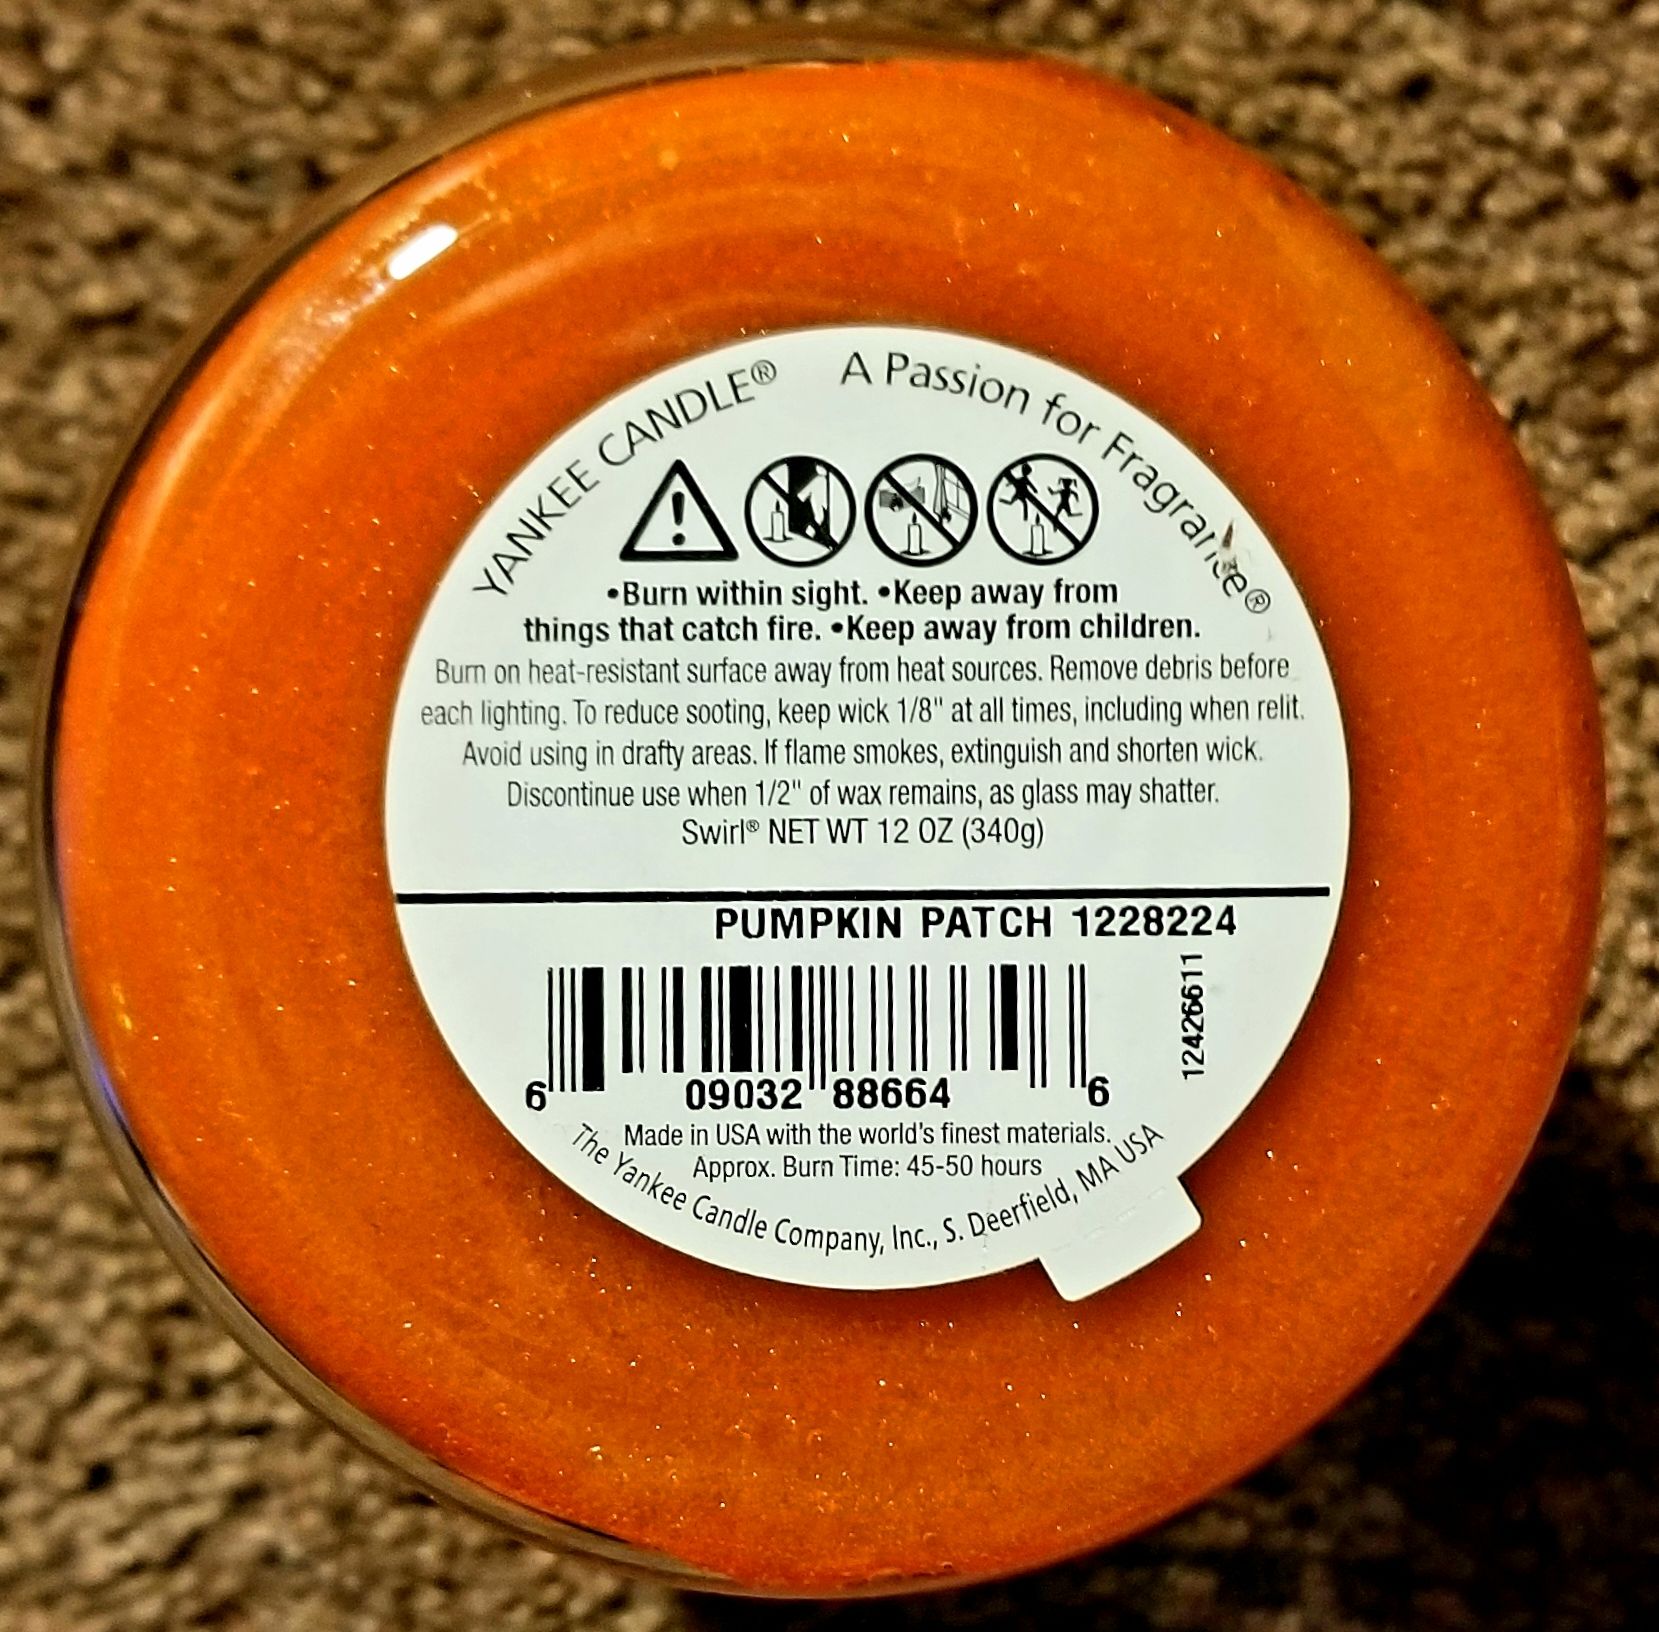 YANKEE CANDLE® A Passion for Fragrance®
•Burn within sight. •Keep away from
things that catch fire. •Keep away from children.
Burn on heat-resistant surface away from heat sources. Remove debris before
each lighting. To reduce sooting, keep wick 1/8" at all times, including when relit.
Avoid using in drafty areas. If flame smokes, extinguish and shorten wick.
Discontinue use when 1/2" of wax remains, as glass may shatter.
Swirl® NET WT 12 OZ (340g)
PUMPKIN PATCH 1228224
12426611
6 09032 88664 6
Made in USA with the world's finest materials.
Approx. Burn Time: 45-50 hours
The Yankee Candle Company, Inc., S. Deerfield, MA USA